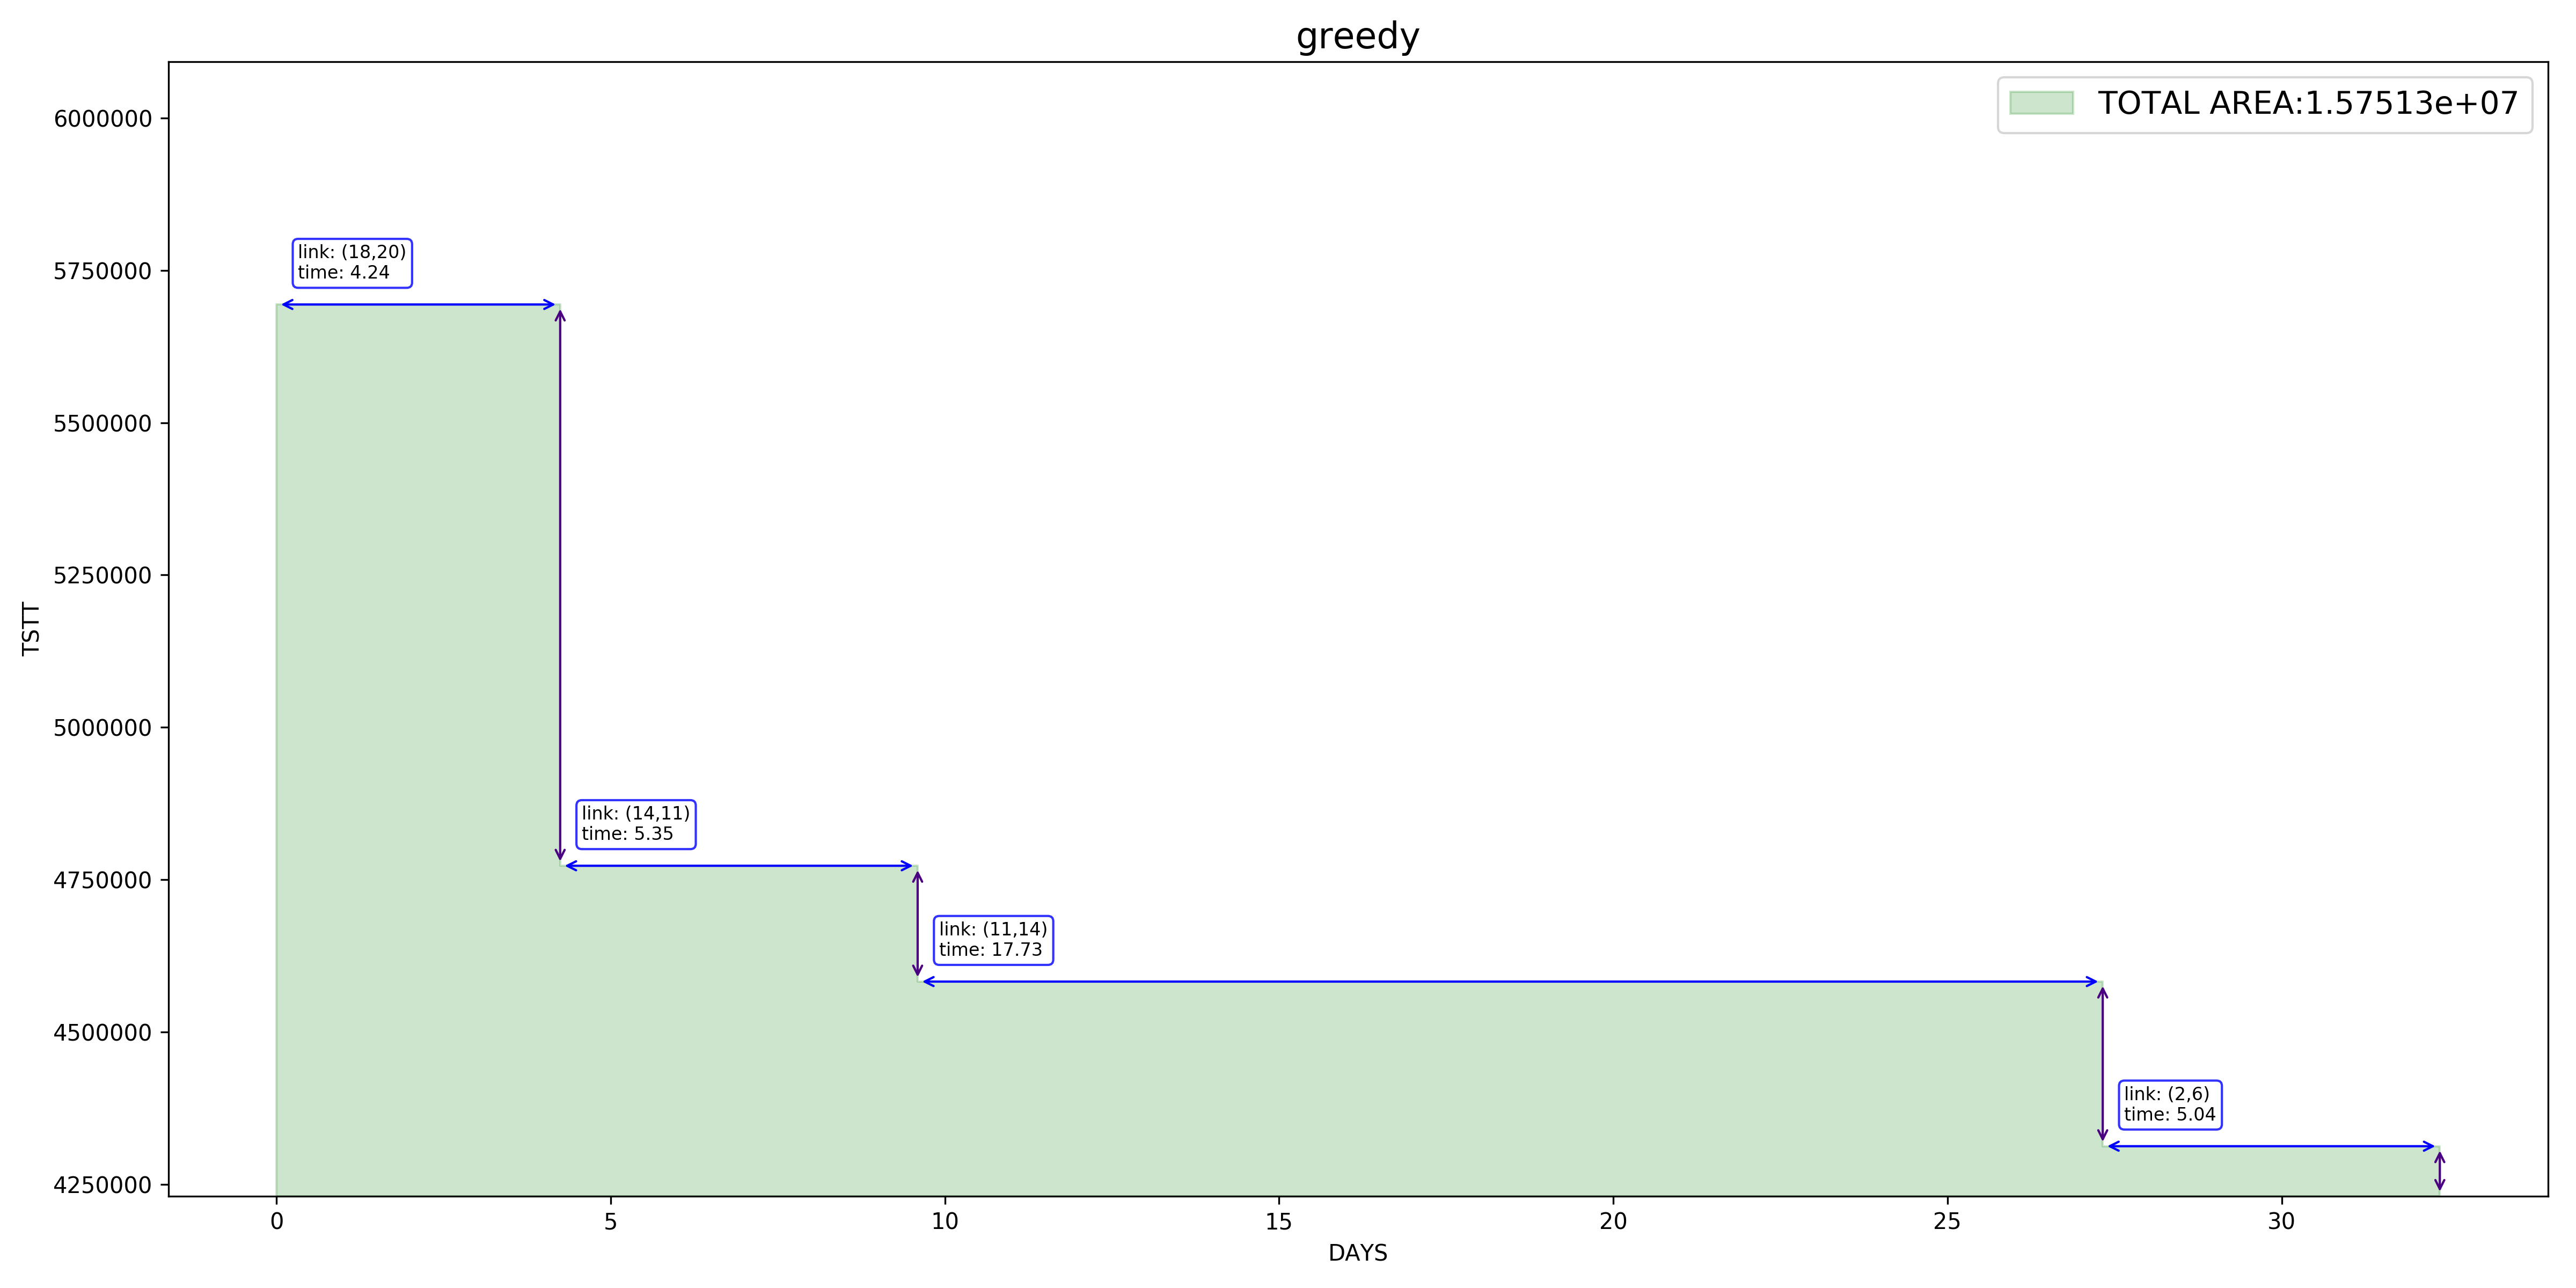 greedy
TOTAL AREA:1.57513e+07
6000000
5750000
5500000
5250000
5000000
4750000
4500000
4250000
TSTT
link: (18,20)
time: 4.24
link: (14,11)
time: 5.35
link: (11,14)
time: 17.73
link: (2,6)
time: 5.04
0 5 10 15 20 25 30
DAYS